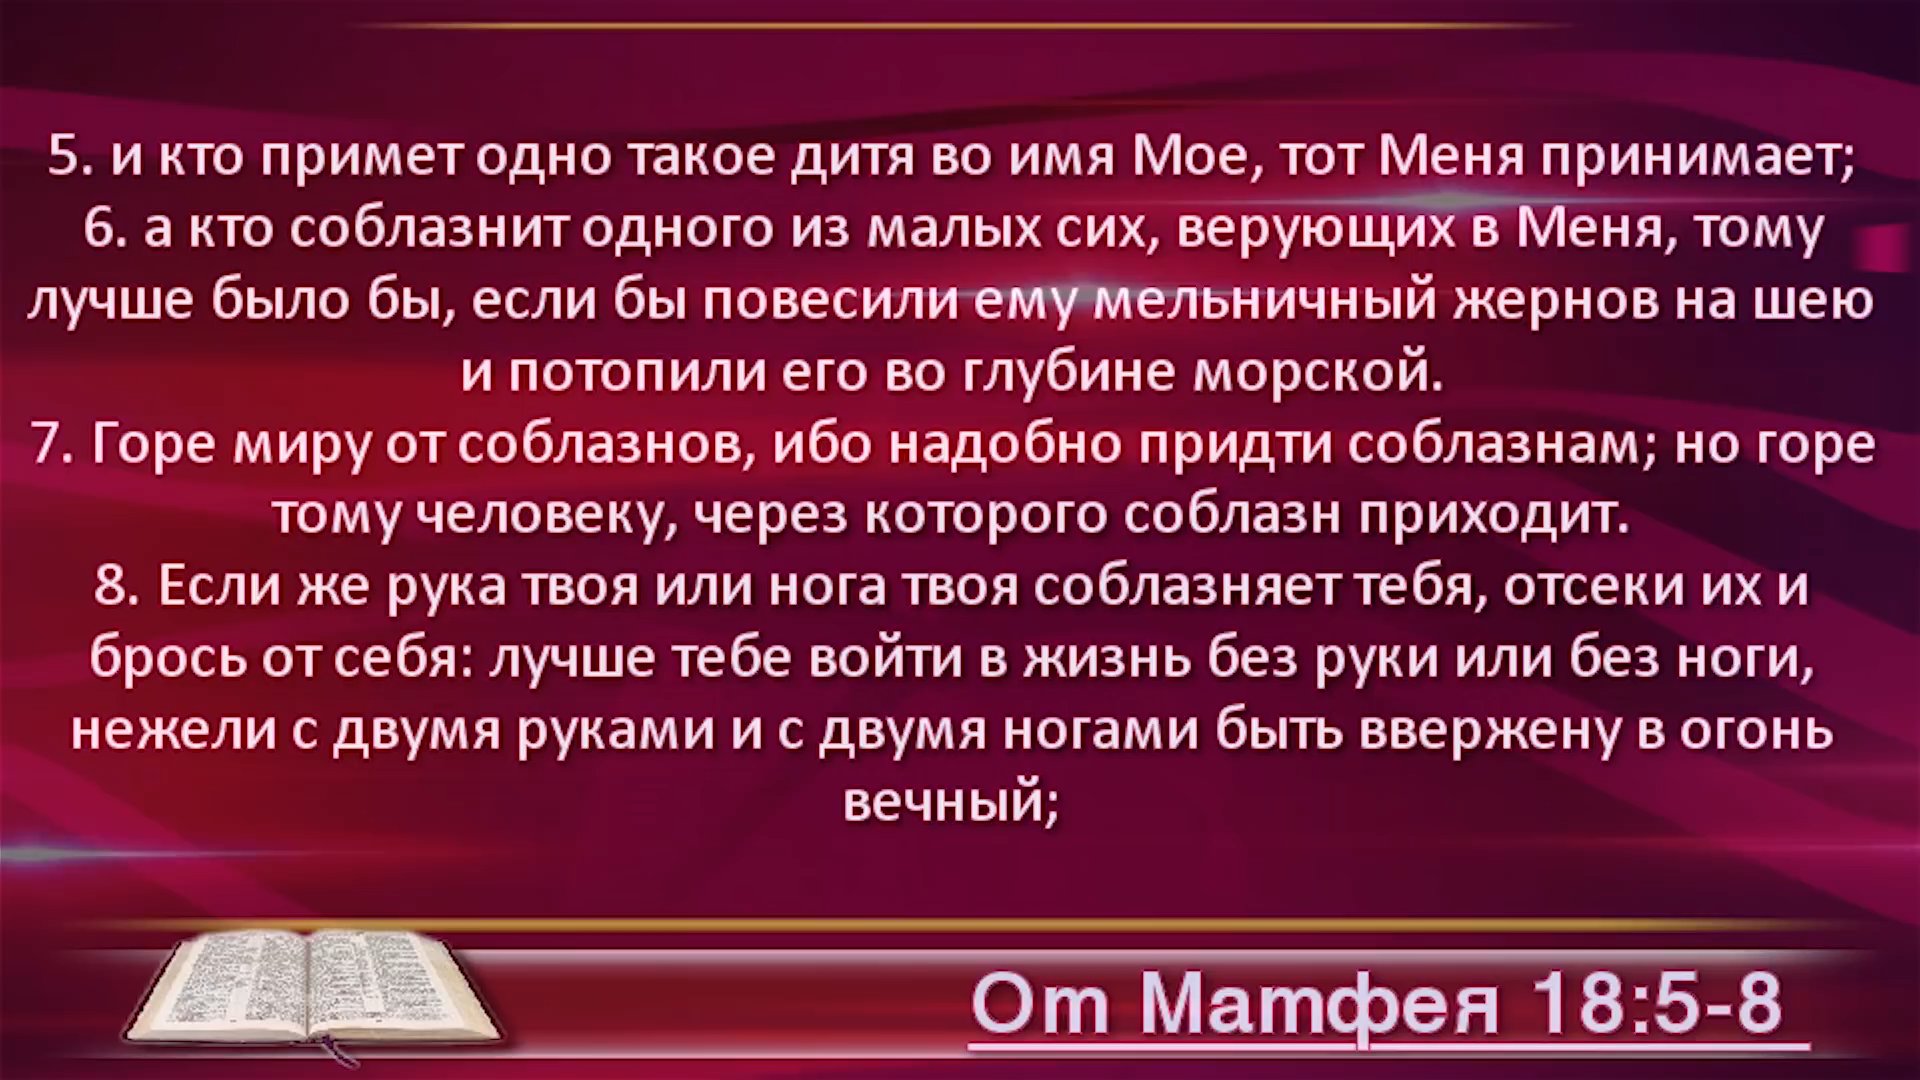 5. и кто примет одно такое дитя во имя Мое, тот Меня принимает;
6. а кто соблазнит одного из малых сих, верующих в Меня, тому
лучше было бы, если бы повесили ему мельничный жернов на шею
и потопили его во глубине морской.
7. Горе миру от соблазнов, ибо надобно придти соблазнам; но горе
тому человеку, через которого соблазн приходит.
8. Если же рука твоя или нога твоя соблазняет тебя, отсеки их и
брось от себя: лучше тебе войти в жизнь без руки или без ноги,
нежели с двумя руками и с двумя ногами быть ввержену в огонь
вечный;
От Матфея 18:5-8